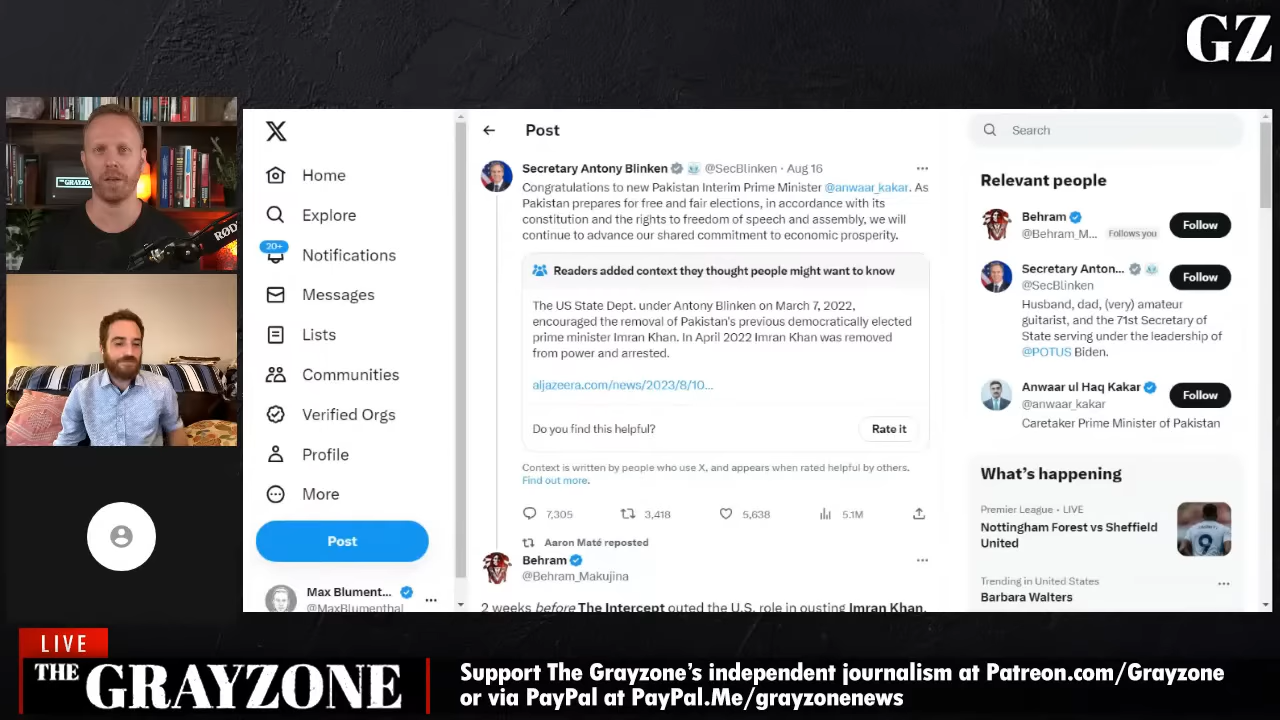 GZ
THE GRAYZONE
RØDE
X
Home
Explore
20+
Notifications
Messages
Lists
Communities
Verified Orgs
Profile
More
Post
Max Blument...
@MaxBlumenthal
Post
Secretary Antony Blinken @SecBlinken · Aug 16
Congratulations to new Pakistan Interim Prime Minister @anwaar_kakar. As
Pakistan prepares for free and fair elections, in accordance with its
constitution and the rights to freedom of speech and assembly, we will
continue to advance our shared commitment to economic prosperity.
Readers added context they thought people might want to know
The US State Dept. under Antony Blinken on March 7, 2022,
encouraged the removal of Pakistan's previous democratically elected
prime minister Imran Khan. In April 2022 Imran Khan was removed
from power and arrested.
aljazeera.com/news/2023/8/10...
Do you find this helpful?
Rate it
Context is written by people who use X, and appears when rated helpful by others.
Find out more.
7,305
3,418
5,638
5.1M
Aaron Maté reposted
Behram
@Behram_Makujina
2 weeks before The Intercept outed the U.S. role in ousting Imran Khan,
Search
Relevant people
Behram
@Behram_M... Follows you
Follow
Secretary Anton...
@SecBlinken
Follow
Husband, dad, (very) amateur
guitarist, and the 71st Secretary of
State serving under the leadership of
@POTUS Biden.
Anwaar ul Haq Kakar
@anwaar_kakar
Follow
Caretaker Prime Minister of Pakistan
What's happening
Premier League · LIVE
Nottingham Forest vs Sheffield
United
9
Trending in United States
Barbara Walters
LIVE
THE GRAYZONE
Support The Grayzone's independent journalism at Patreon.com/Grayzone
or via PayPal at PayPal.Me/grayzonenews